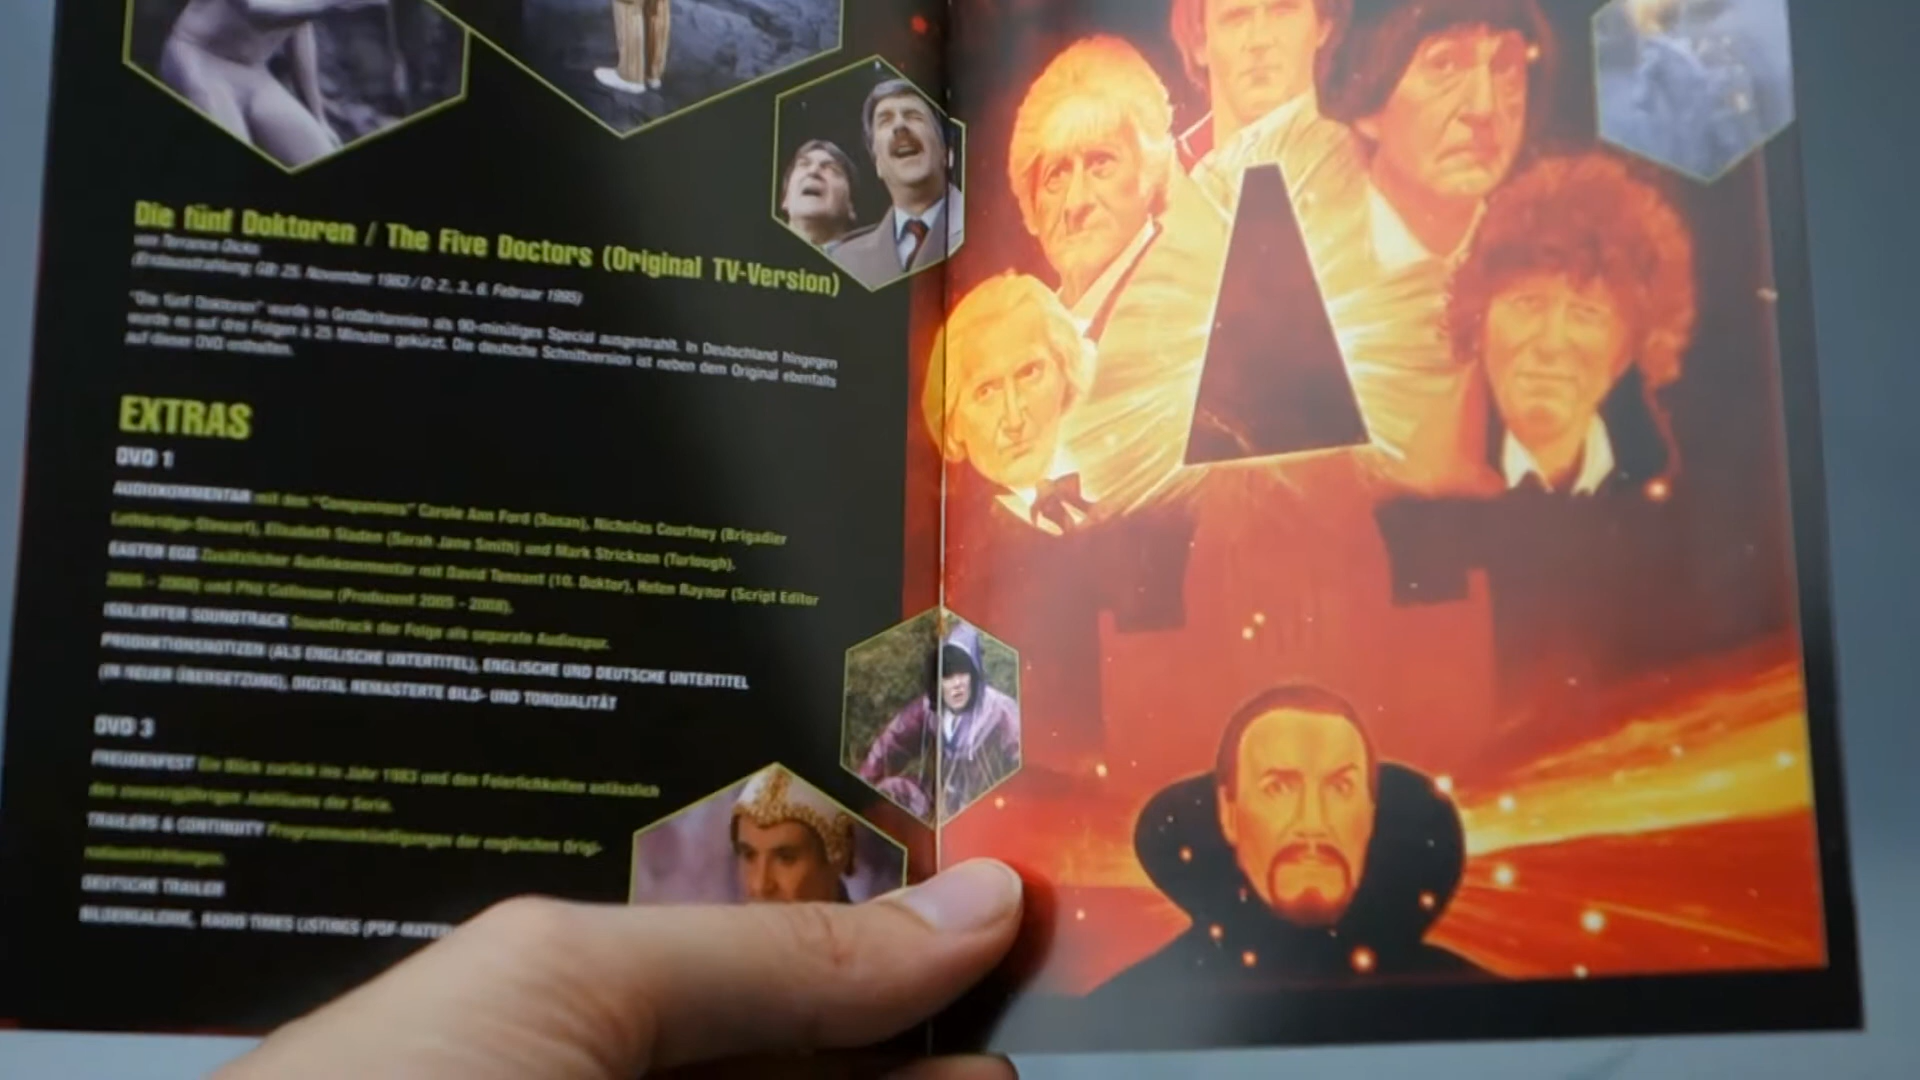 Die fünf Doktoren / The Five Doctors (Original TV-Version)
von Terrance Dicks
(Erstausstrahlung: GB: 25. November 1983 / D: 2., 3., 6. Februar 1995)
"Die fünf Doktoren" wurde in Großbritannien als 90-minütiges Special ausgestrahlt. In Deutschland hingegen
wurde es auf drei Folgen à 25 Minuten gekürzt. Die deutsche Schnittversion ist neben dem Original ebenfalls
auf dieser DVD enthalten.
EXTRAS
DVD 1
AUDIOKOMMENTAR mit den "Companions" Carole Ann Ford (Susan), Nicholas Courtney (Brigadier
Lethbridge-Stewart), Elisabeth Sladen (Sarah Jane Smith) und Mark Strickson (Turlough).
EASTER EGG Zusätzlicher Audiokommentar mit David Tennant (10. Doktor), Helen Raynor (Script Editor
2005 - 2008) und Phil Collinson (Produzent 2005 - 2008).
ISOLIERTER SOUNDTRACK Soundtrack der Folge als separate Audiospur.
PRODUKTIONSNOTIZEN (ALS ENGLISCHE UNTERTITEL), ENGLISCHE UND DEUTSCHE UNTERTITEL
(IN NEUER ÜBERSETZUNG), DIGITAL REMASTERTE BILD- UND TONQUALITÄT
DVD 3
FREUDENFEST Ein Blick zurück ins Jahr 1983 und den Feierlichkeiten anlässlich
des zwanzigjährigen Jubiläums der Serie.
TRAILERS & CONTINUITY Programmankündigungen der englischen Origi-
nalausstrahlungen.
DEUTSCHE TRAILER
BILDERGALERIE, RADIO TIMES LISTINGS (PDF-MATERI